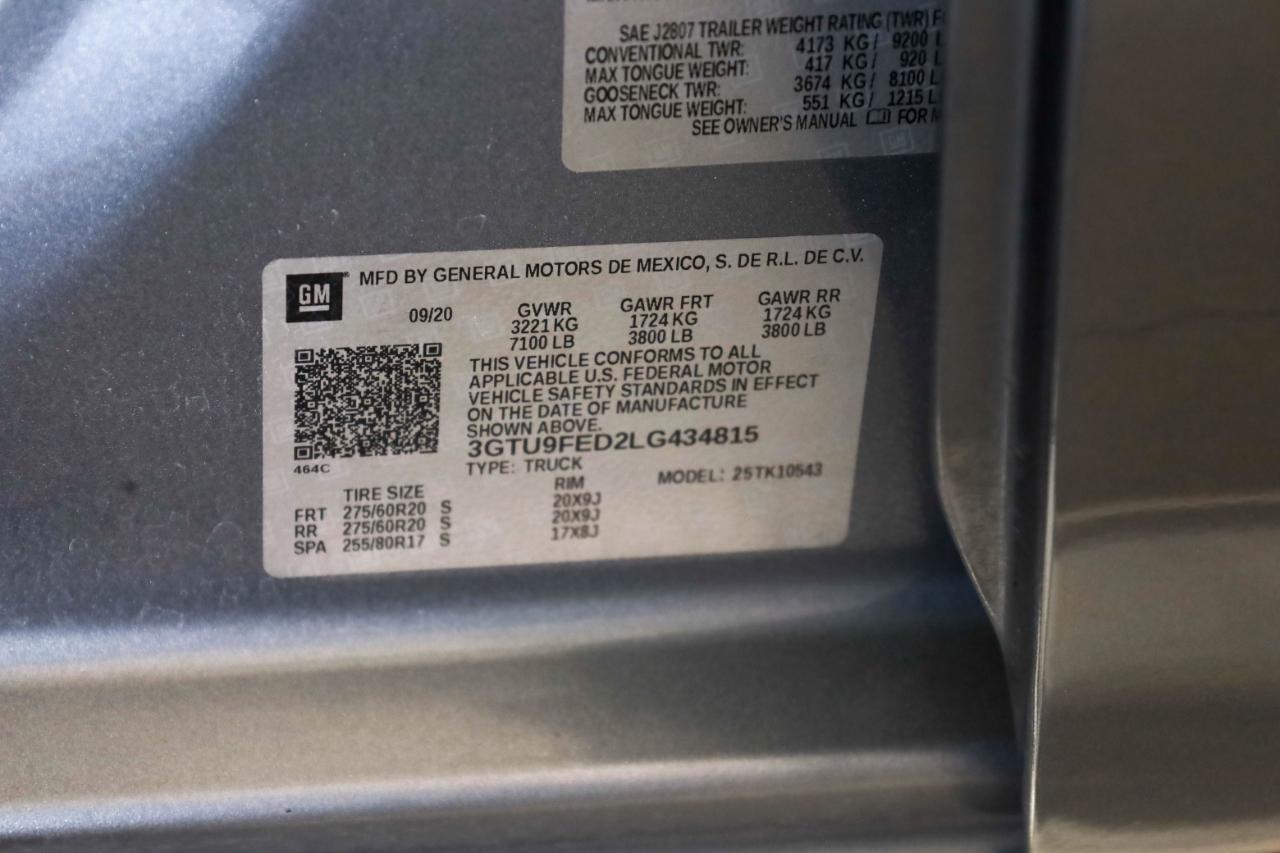 SAE J2807 TRAILER WEIGHT RATING (TWR)
CONVENTIONAL TWR: 4173 KG/ 9200 L
MAX TONGUE WEIGHT: 417 KG/ 920 L
GOOSENECK TWR: 3674 KG/ 8100 L
MAX TONGUE WEIGHT: 551 KG/ 1215 L
SEE OWNER'S MANUAL FOR
GM MFD BY GENERAL MOTORS DE MEXICO, S. DE R.L. DE C.V.
09/20 GVWR GAWR FRT GAWR RR
3221 KG 1724 KG 1724 KG
7100 LB 3800 LB 3800 LB
THIS VEHICLE CONFORMS TO ALL
APPLICABLE U.S. FEDERAL MOTOR
VEHICLE SAFETY STANDARDS IN EFFECT
ON THE DATE OF MANUFACTURE
SHOWN ABOVE.
3GTU9FED2LG434815
464C
TYPE: TRUCK MODEL: 25TK10543
TIRE SIZE RIM
FRT 275/60R20 S 20X9J
RR 275/60R20 S 20X9J
SPA 255/80R17 S 17X8J